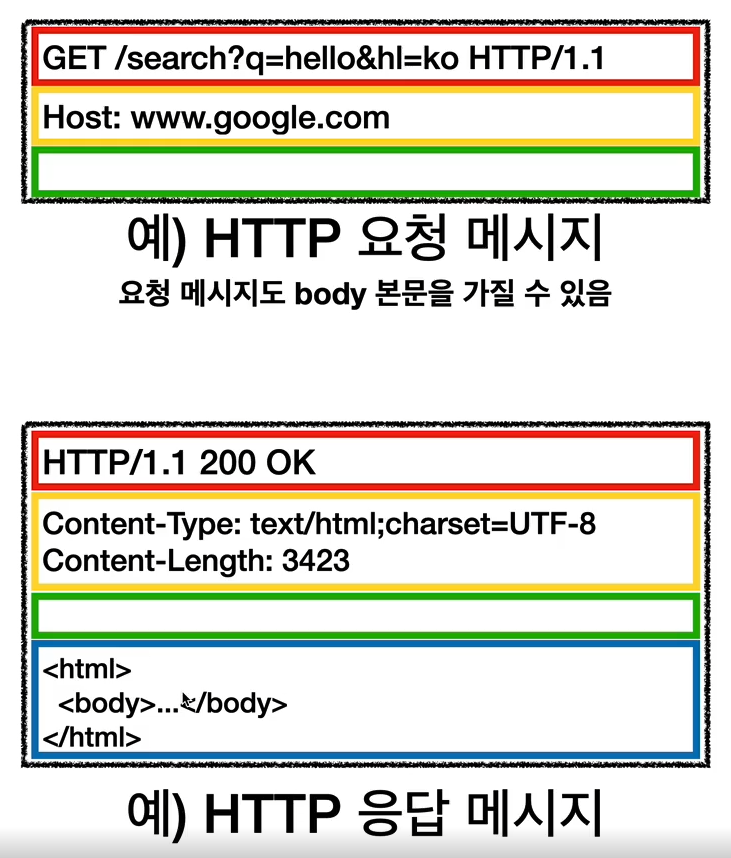 GET /search?q=hello&hl=ko HTTP/1.1
Host: www.google.com
예) HTTP 요청 메시지
요청 메시지도 body 본문을 가질 수 있음
HTTP/1.1 200 OK
Content-Type: text/html;charset=UTF-8
Content-Length: 3423
<html>
<body>...</body>
</html>
예) HTTP 응답 메시지